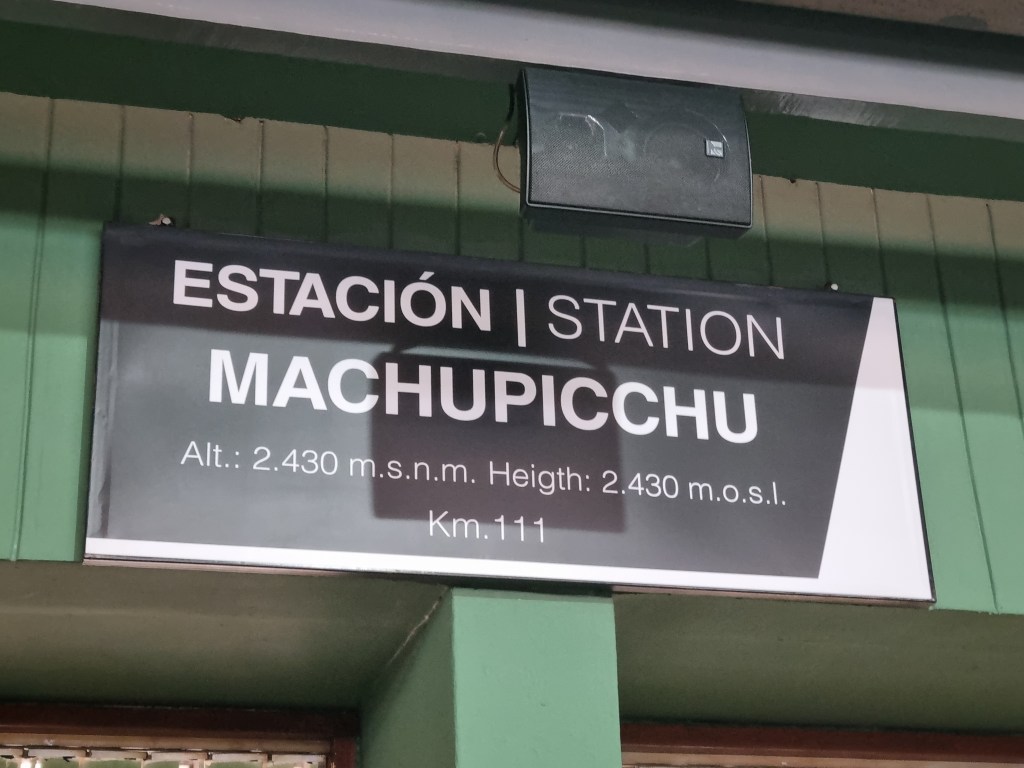 ESTACIÓN | STATION
MACHUPICCHU
Alt.: 2.430 m.s.n.m. Heigth: 2.430 m.o.s.l.
Km.111